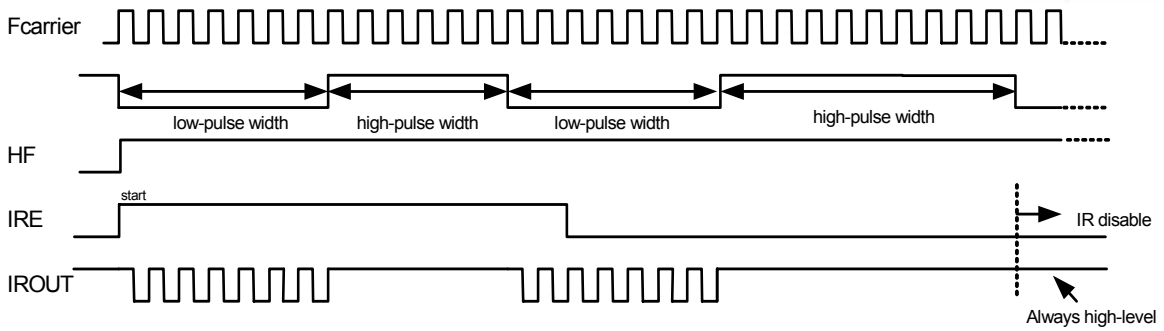 Fcarrier
low-pulse width
high-pulse width
low-pulse width
high-pulse width
HF
start
IRE
IR disable
IROUT
Always high-level